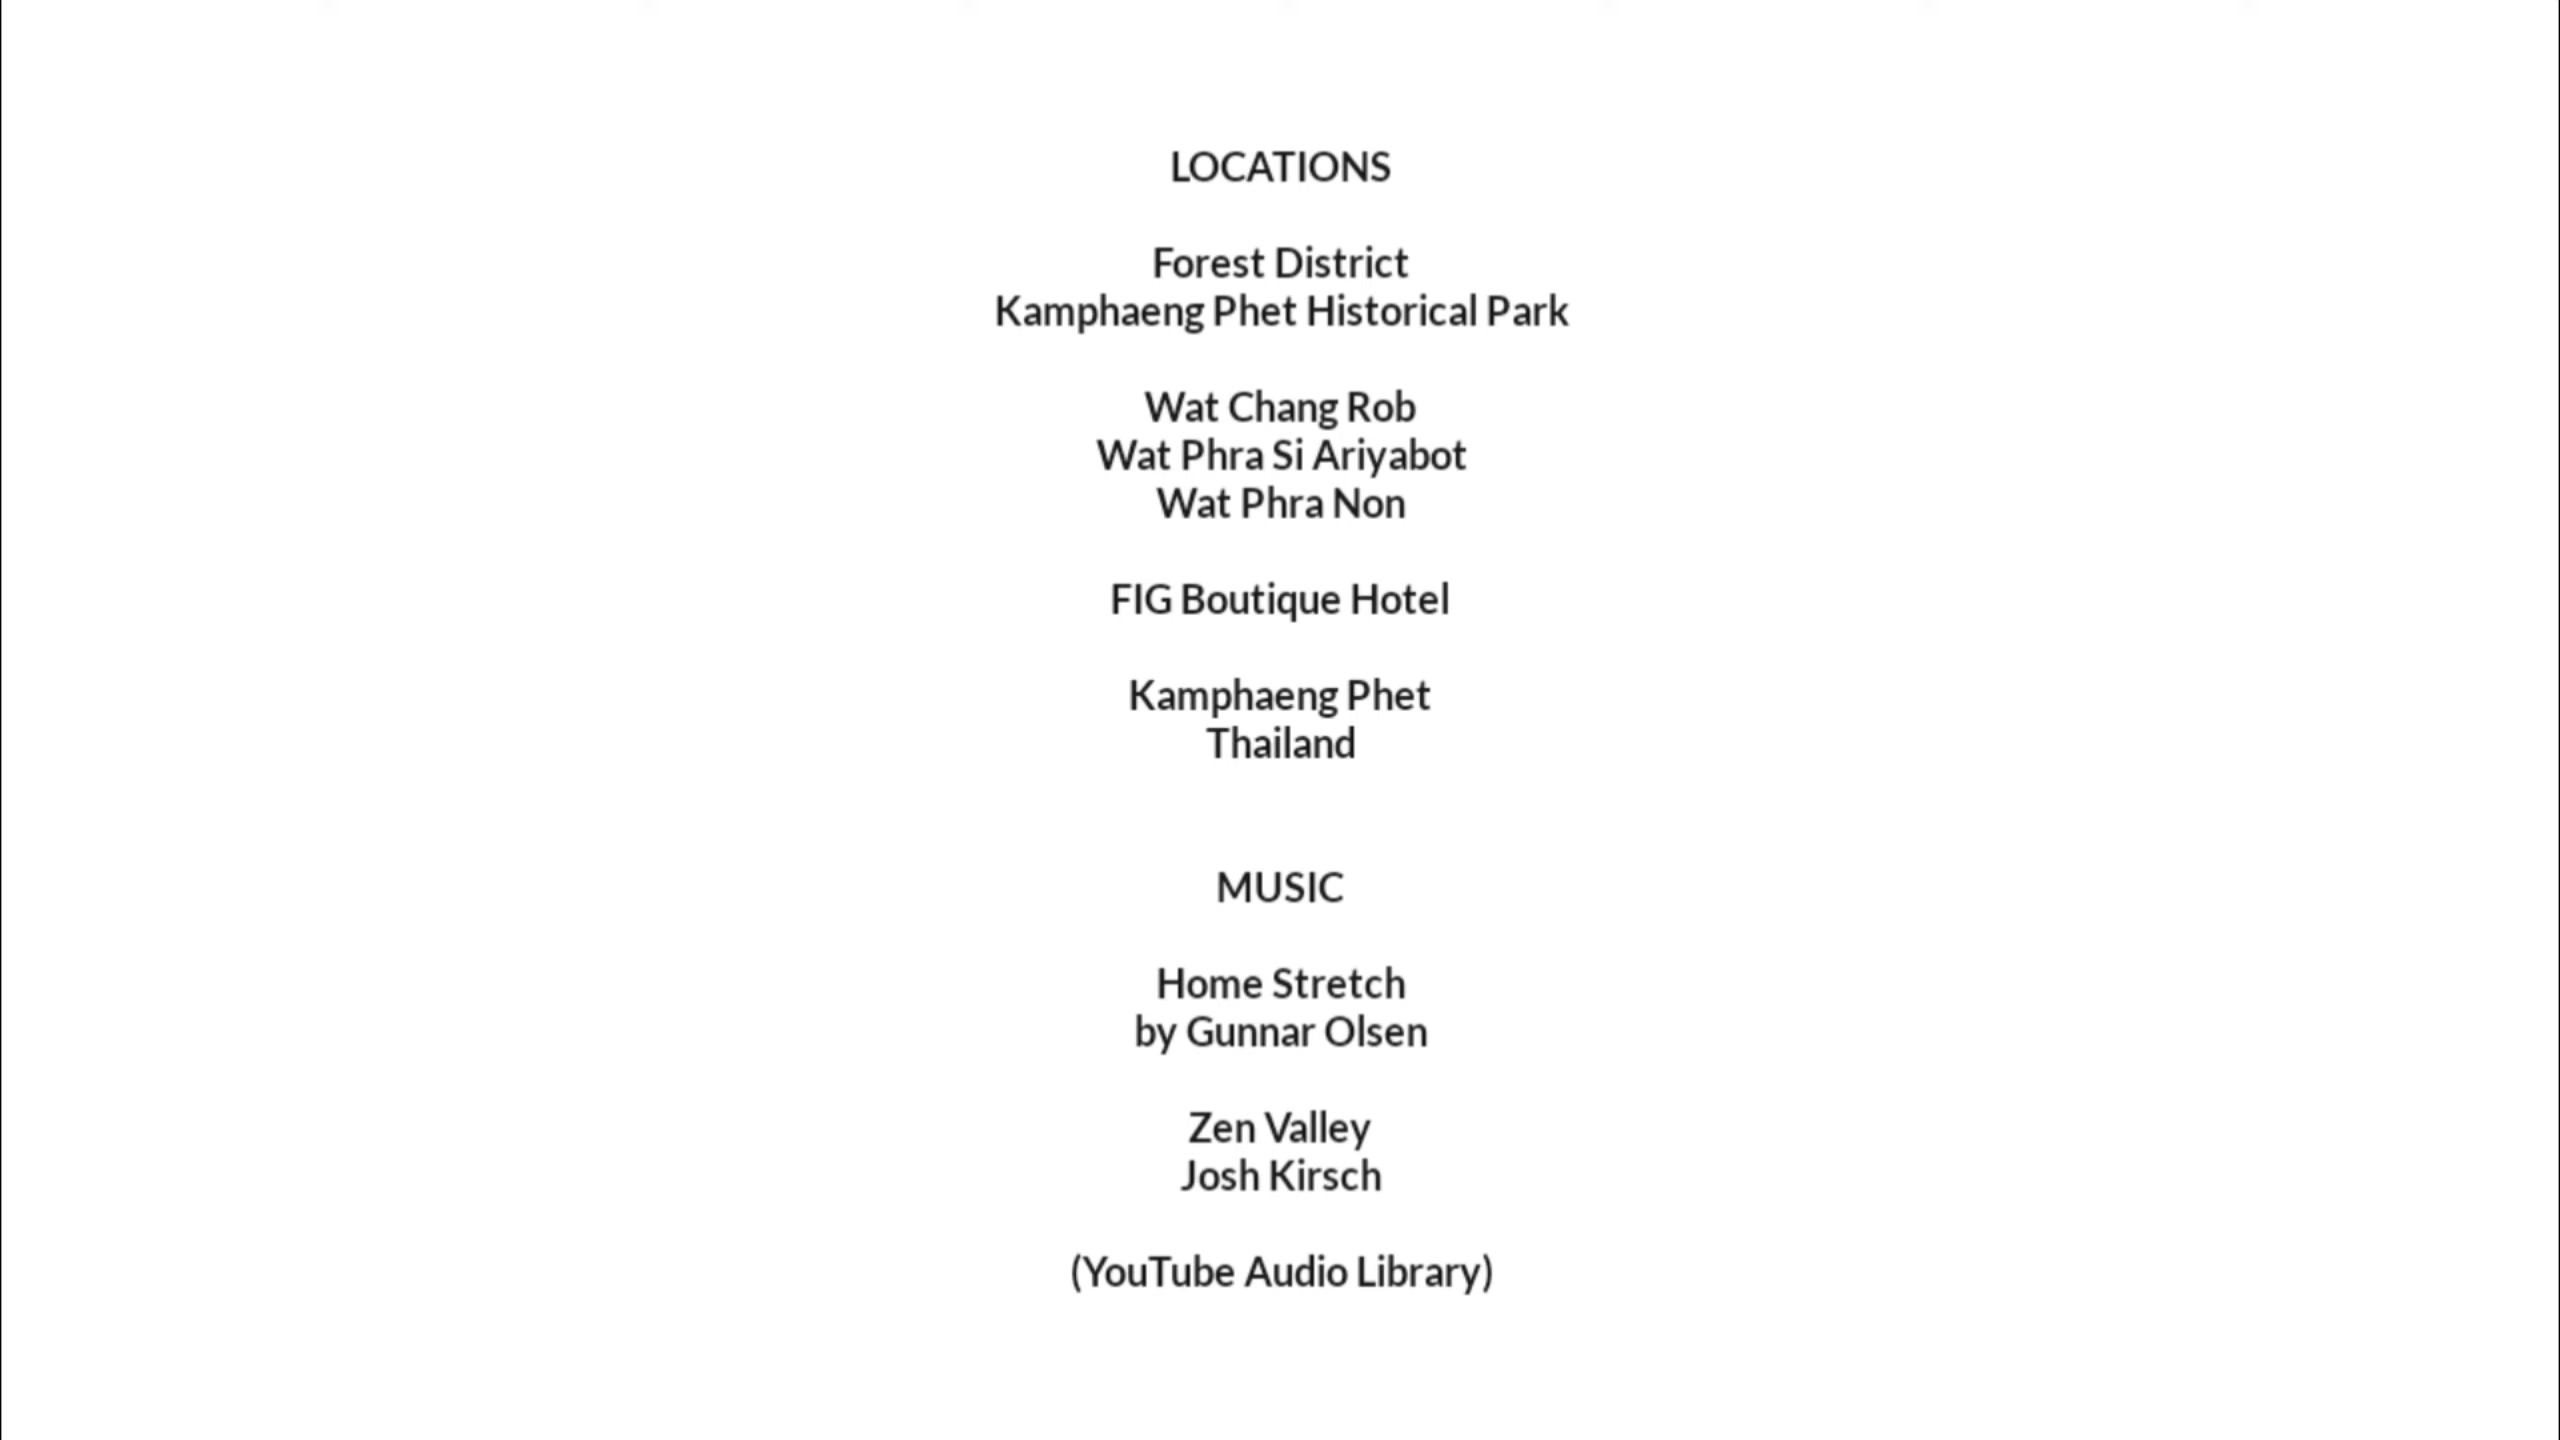 LOCATIONS
Forest District
Kamphaeng Phet Historical Park
Wat Chang Rob
Wat Phra Si Ariyabot
Wat Phra Non
FIG Boutique Hotel
Kamphaeng Phet
Thailand
MUSIC
Home Stretch
by Gunnar Olsen
Zen Valley
Josh Kirsch
(YouTube Audio Library)